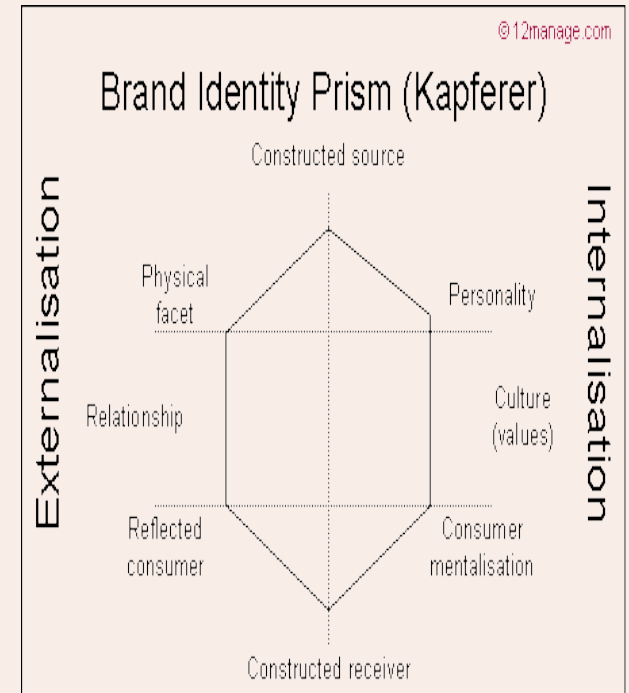 © 12manage.com
Brand Identity Prism (Kapferer)
Constructed source
Externalisation
Internalisation
Physical
facet
Personality
Relationship
Culture
(values)
Reflected
consumer
Consumer
mentalisation
Constructed receiver